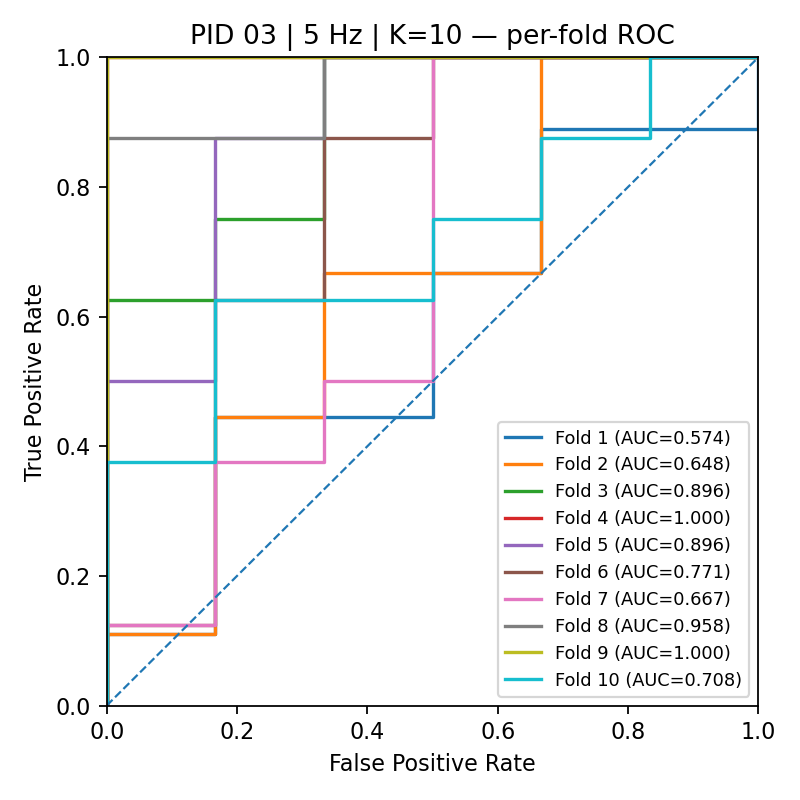 PID 03 | 5 Hz | K=10 — per-fold ROC
1.0
0.8
0.6
0.4
0.2
0.0
True Positive Rate
Fold 1 (AUC=0.574)
Fold 2 (AUC=0.648)
Fold 3 (AUC=0.896)
Fold 4 (AUC=1.000)
Fold 5 (AUC=0.896)
Fold 6 (AUC=0.771)
Fold 7 (AUC=0.667)
Fold 8 (AUC=0.958)
Fold 9 (AUC=1.000)
Fold 10 (AUC=0.708)
0.0 0.2 0.4 0.6 0.8 1.0
False Positive Rate